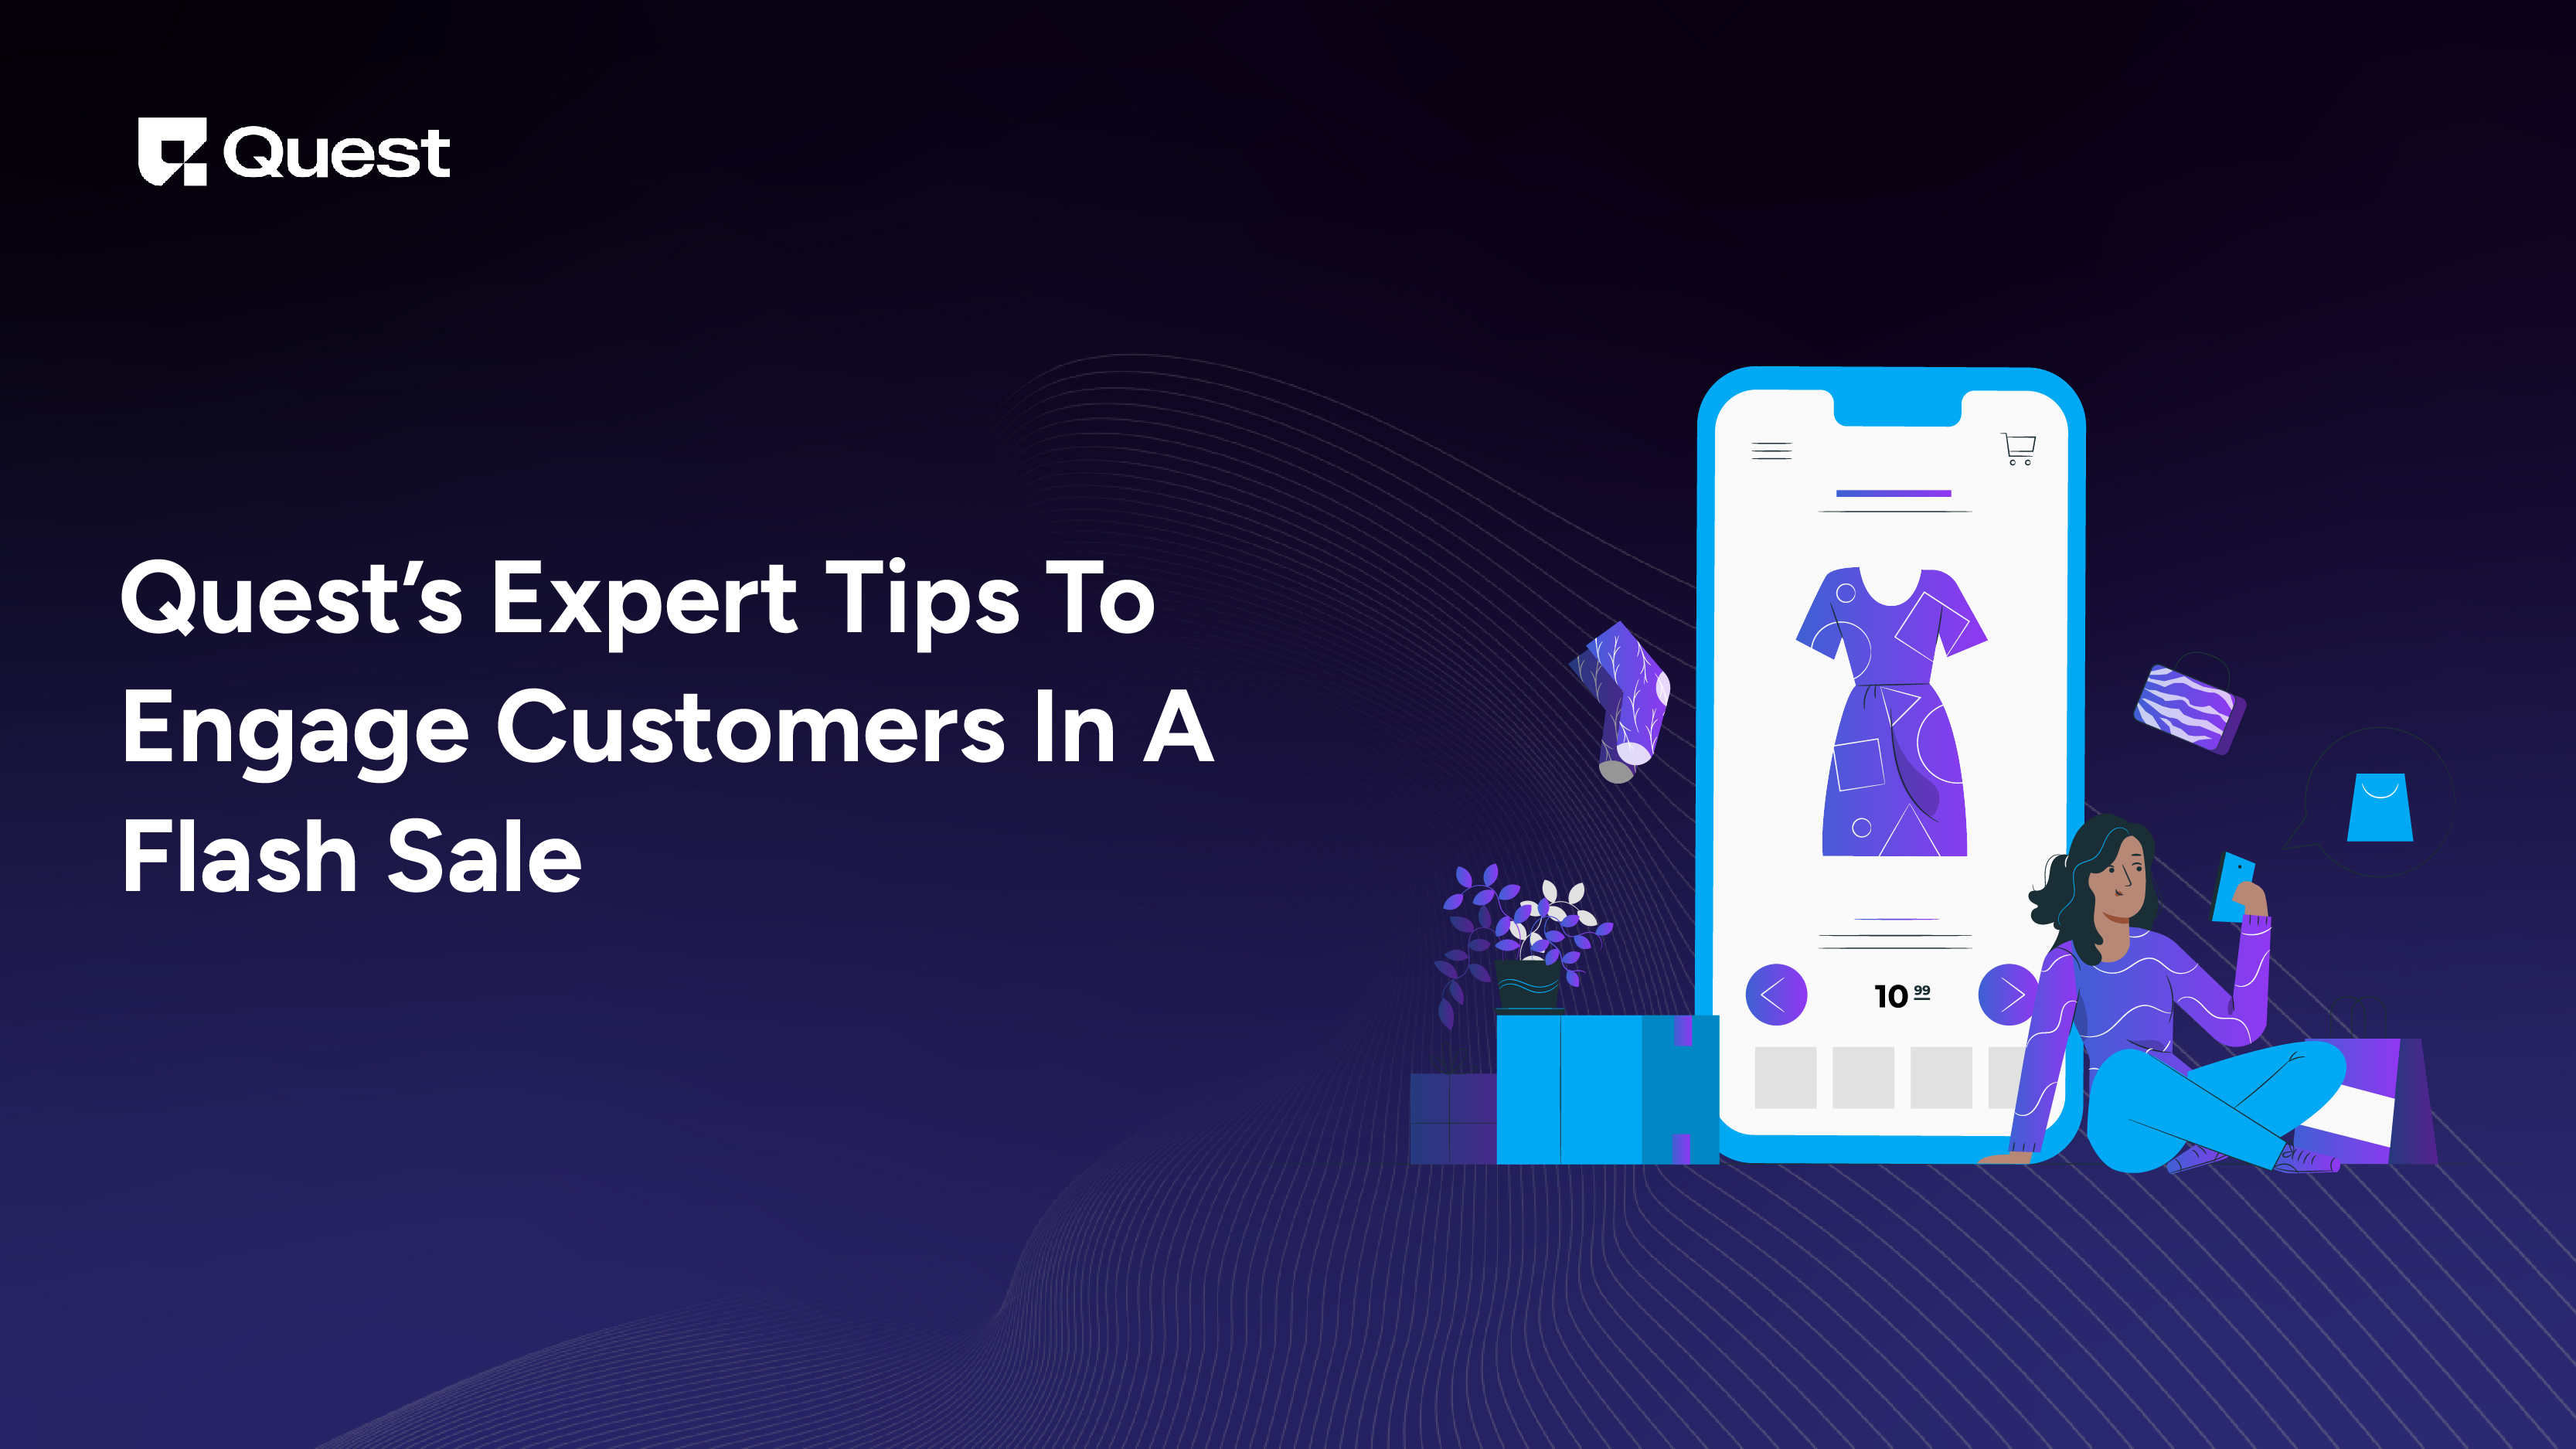 Quest
Quest’s Expert Tips To
Engage Customers In A
Flash Sale
10 99